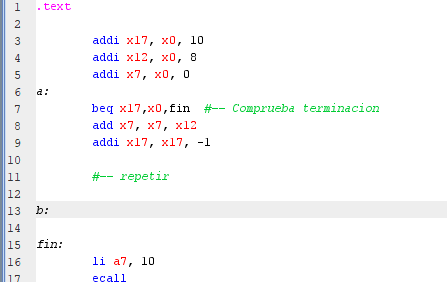 1 .text
2
3 addi x17, x0, 10
4 addi x12, x0, 8
5 addi x7, x0, 0
6 a:
7 beq x17,x0,fin #-- Comprueba terminacion
8 add x7, x7, x12
9 addi x17, x17, -1
10
11 #-- repetir
12
13 b:
14
15 fin:
16 li a7, 10
17 ecall